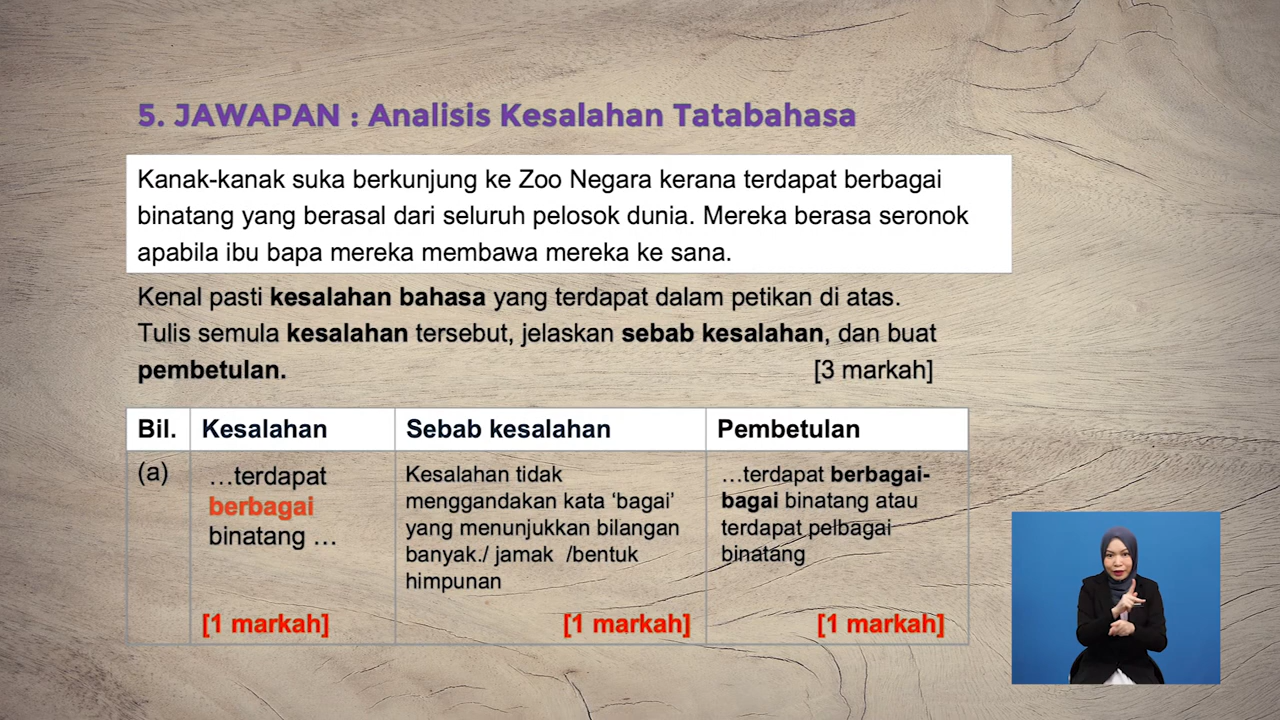 5. JAWAPAN : Analisis Kesalahan Tatabahasa
Kanak-kanak suka berkunjung ke Zoo Negara kerana terdapat berbagai
binatang yang berasal dari seluruh pelosok dunia. Mereka berasa seronok
apabila ibu bapa mereka membawa mereka ke sana.
Kenal pasti kesalahan bahasa yang terdapat dalam petikan di atas.
Tulis semula kesalahan tersebut, jelaskan sebab kesalahan, dan buat
pembetulan. [3 markah]
Bil. Kesalahan Sebab kesalahan Pembetulan
(a)
…terdapat
berbagai
binatang …
[1 markah]
Kesalahan tidak
menggandakan kata ‘bagai’
yang menunjukkan bilangan
banyak./ jamak /bentuk
himpunan
[1 markah]
…terdapat berbagai-
bagai binatang atau
terdapat pelbagai
binatang
[1 markah]